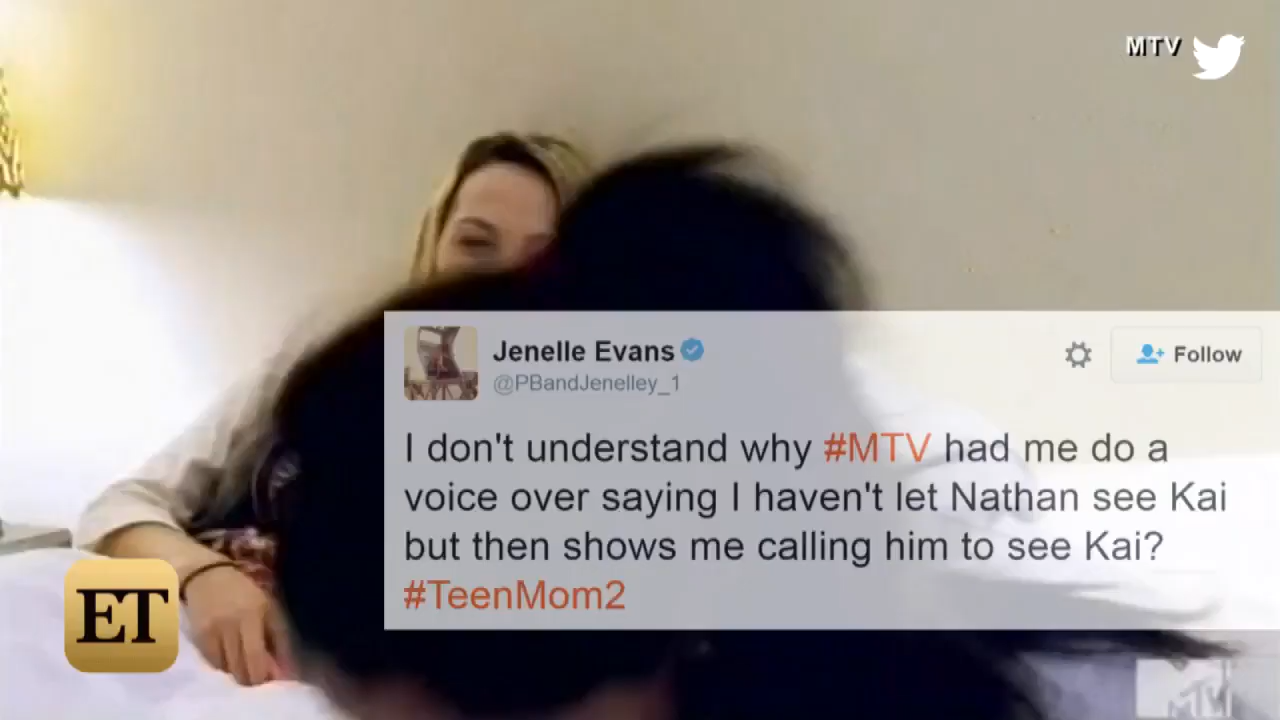 MTV
Jenelle Evans
@PBandJenelley_1
Follow
I don't understand why #MTV had me do a
voice over saying I haven't let Nathan see Kai
but then shows me calling him to see Kai?
#TeenMom2
ET
MTV